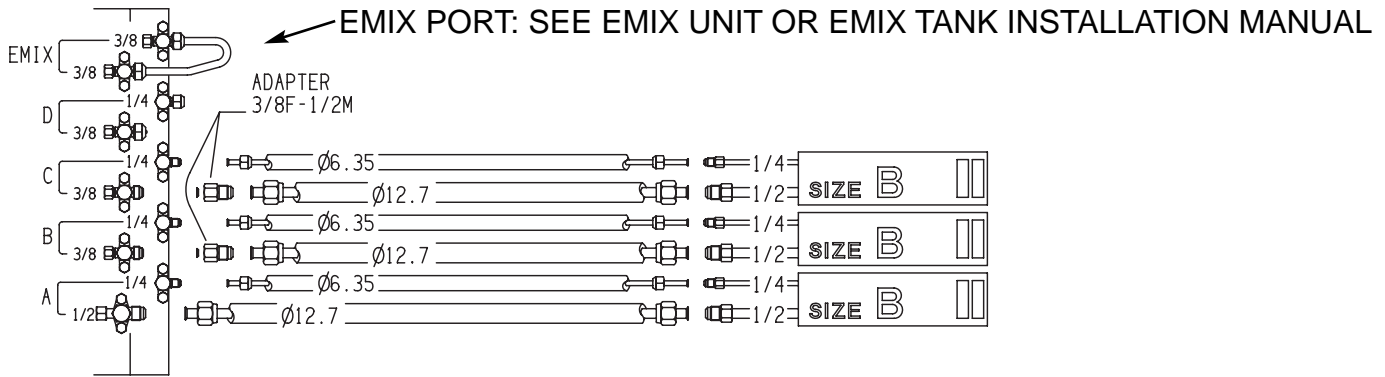 EMIX PORT: SEE EMIX UNIT OR EMIX TANK INSTALLATION MANUAL
3/8
EMIX
3/8
ADAPTER
3/8F-1/2M
1/4
D
3/8
1/4 Ø6.35 1/4
C
3/8 Ø12.7 1/2
SIZE B
1/4 Ø6.35 1/4
B
3/8 Ø12.7 1/2
SIZE B
1/4 Ø6.35 1/4
A
1/2 Ø12.7 1/2
SIZE B